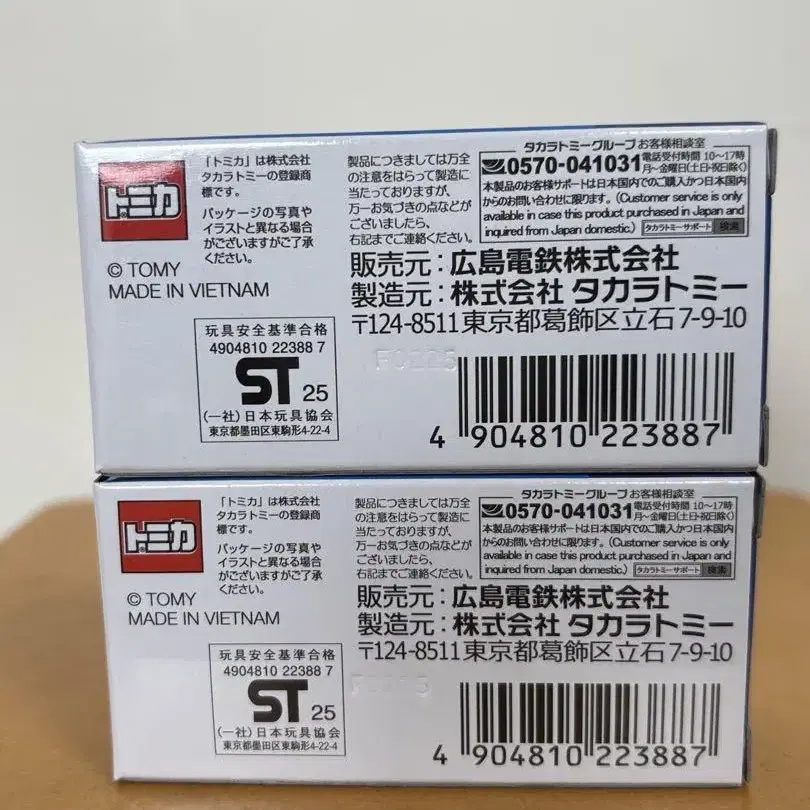 トミカ
「トミカ」は株式会社
タカラトミーの登録商
標です。
パッケージの写真や
イラストと異なる場合
がございますがご了承
ください。
© TOMY
MADE IN VIETNAM
玩具安全基準合格
4904810 22388 7
ST 25
(一社)日本玩具協会
東京都墨田区東駒形4-22-4
製品につきましては万全
の注意をはらって製造に
当たっておりますが、
万一お気づきの点などが
ございましたら、
右記までご連絡ください。
タカラトミーグループ お客様相談室
0570-041031 電話受付時間 10〜17時
月〜金曜日(土·日·祝日除く)
本製品のお客様サポートは日本国内でのご購入かつ日本国内
からのお問い合わせに限ります。(Customer service is only
available in case this product purchased in Japan and
inquired from Japan domestic.) タカラトミーサポート 検索
販売元:広島電鉄株式会社
製造元:株式会社 タカラトミー
〒124-8511 東京都葛飾区立石 7-9-10
4 904810 223887
トミカ
「トミカ」は株式会社
タカラトミーの登録商
標です。
パッケージの写真や
イラストと異なる場合
がございますがご了承
ください。
© TOMY
MADE IN VIETNAM
玩具安全基準合格
4904810 22388 7
ST 25
(一社)日本玩具協会
東京都墨田区東駒形4-22-4
製品につきましては万全
の注意をはらって製造に
当たっておりますが、
万一お気づきの点などが
ございましたら、
右記までご連絡ください。
タカラトミーグループ お客様相談室
0570-041031 電話受付時間 10〜17時
月〜金曜日(土·日·祝日除く)
本製品のお客様サポートは日本国内でのご購入かつ日本国内
からのお問い合わせに限ります。(Customer service is only
available in case this product purchased in Japan and
inquired from Japan domestic.) タカラトミーサポート 検索
販売元:広島電鉄株式会社
製造元:株式会社 タカラトミー
〒124-8511 東京都葛飾区立石 7-9-10
4 904810 223887